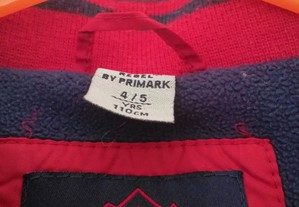 REBEL
BY PRIMARK
4/5
YRS
110CM